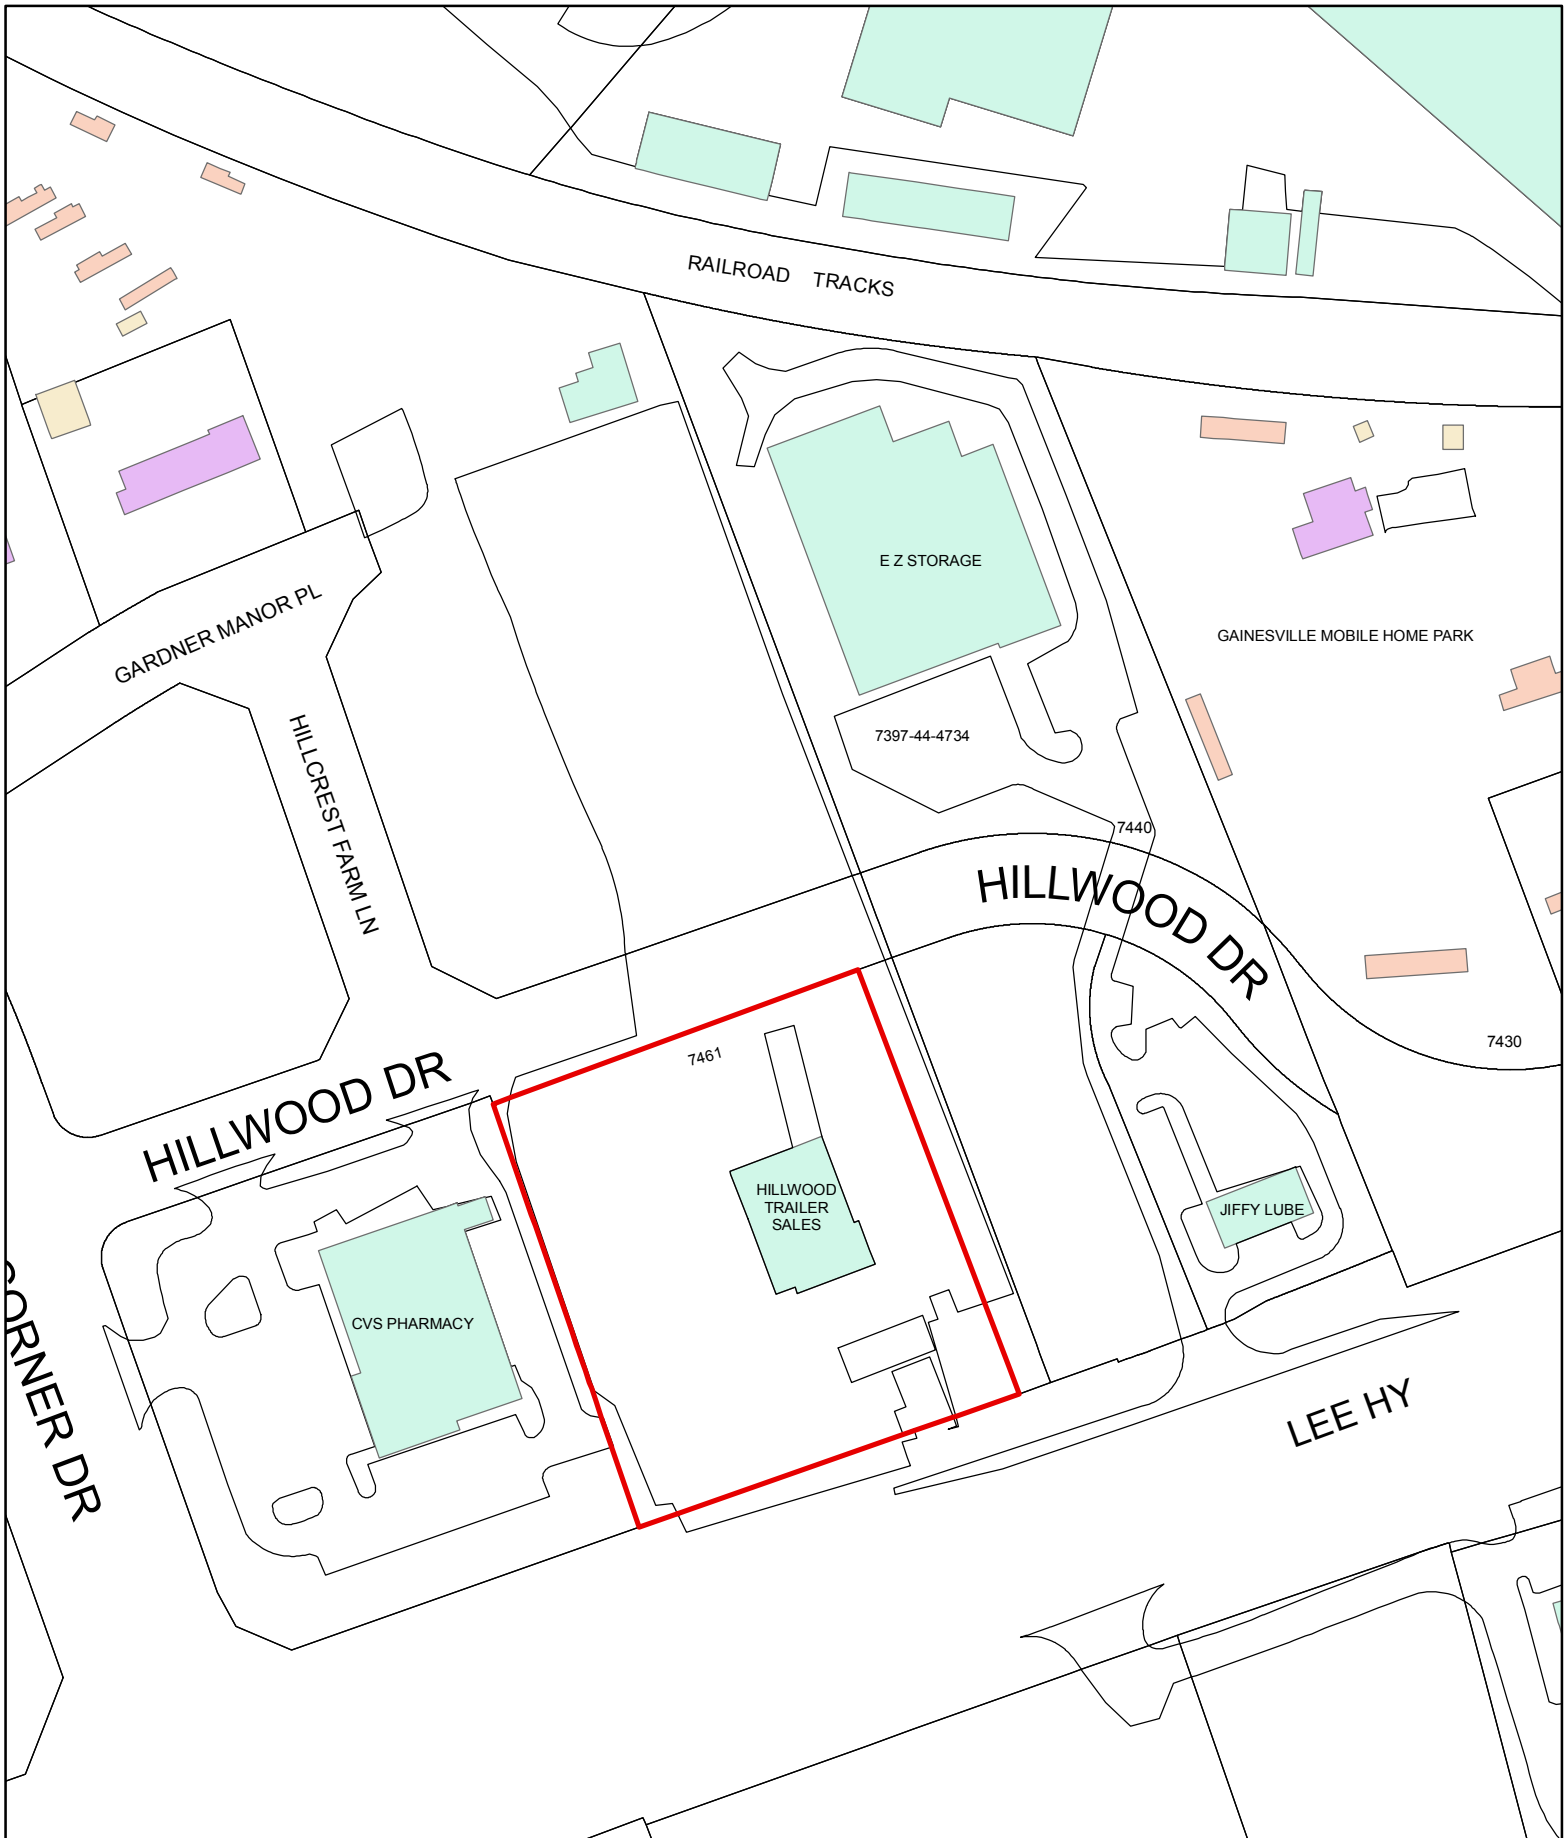 RAILROAD TRACKS
E Z STORAGE
GARDNER MANOR PL
GAINESVILLE MOBILE HOME PARK
HILLCREST FARM LN
7397-44-4734
7440
HILLWOOD DR
7430
7461
HILLWOOD DR
HILLWOOD
TRAILER
SALES
JIFFY LUBE
CVS PHARMACY
ORNER DR
LEE HY